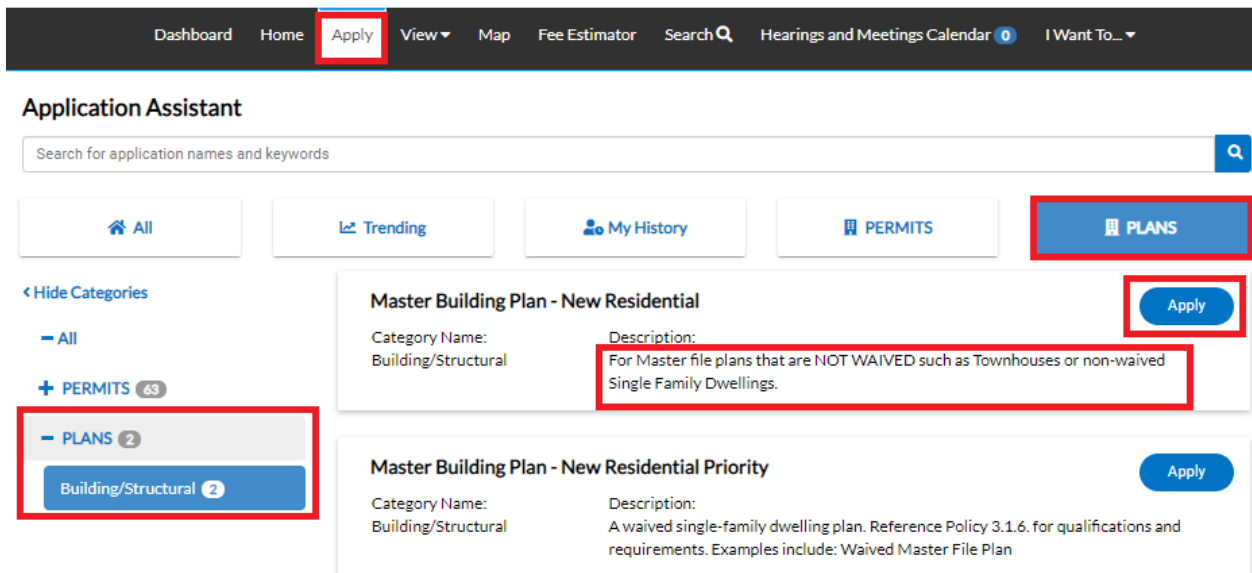 Dashboard Home Apply View Map Fee Estimator Search Hearings and Meetings Calendar 0 I Want To...
Application Assistant
Search for application names and keywords
All Trending My History PERMITS PLANS
Hide Categories
All
PERMITS 63
PLANS 2
Building/Structural 2
Master Building Plan - New Residential
Apply
Category Name:
Building/Structural
Description:
For Master file plans that are NOT WAIVED such as Townhouses or non-waived
Single Family Dwellings.
Master Building Plan - New Residential Priority
Apply
Category Name:
Building/Structural
Description:
A waived single-family dwelling plan. Reference Policy 3.1.6. for qualifications and
requirements. Examples include: Waived Master File Plan